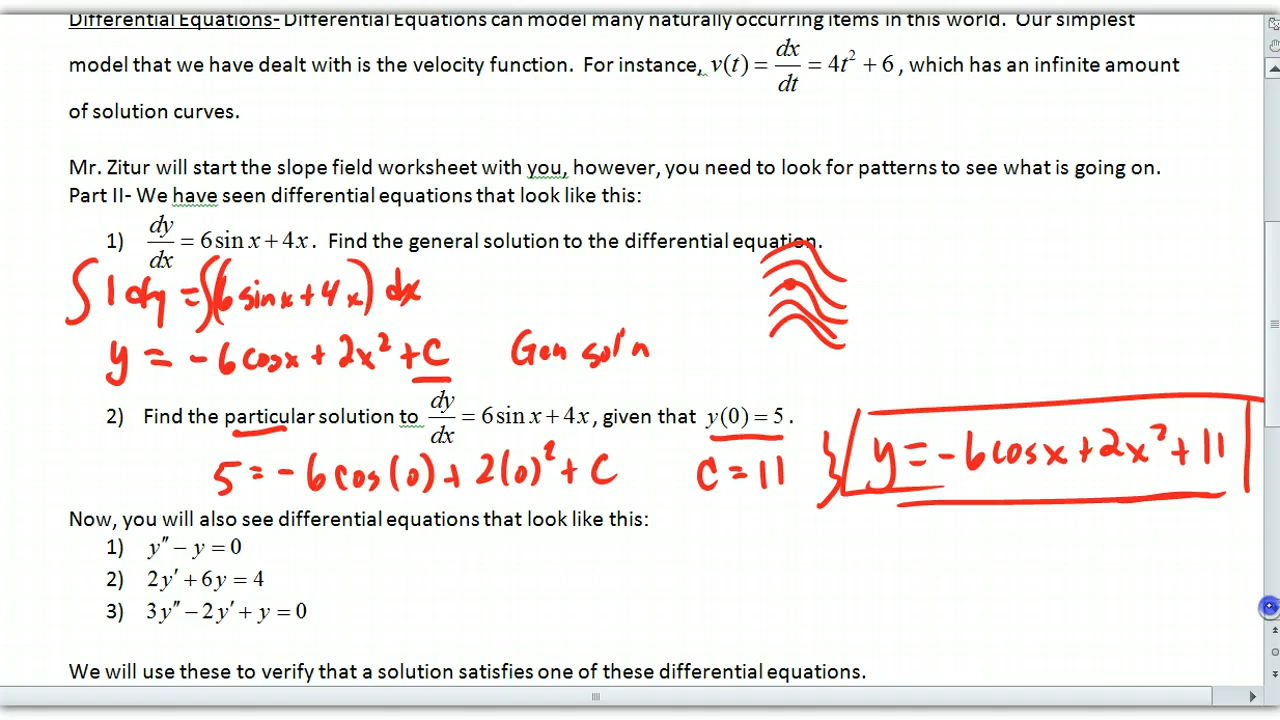 Differential Equations- Differential Equations can model many naturally occurring items in this world. Our simplest
model that we have dealt with is the velocity function. For instance, v(t) = dx/dt = 4t² + 6, which has an infinite amount
of solution curves.
Mr. Zitur will start the slope field worksheet with you, however, you need to look for patterns to see what is going on.
Part II- We have seen differential equations that look like this:
1) dy/dx = 6sin x + 4x. Find the general solution to the differential equation.
∫ 1 dy = ∫(6 sinx + 4x) dx
y = -6 cosx + 2x² + C Gen sol'n
2) Find the particular solution to dy/dx = 6sin x + 4x, given that y(0) = 5.
5 = -6 cos(0) + 2(0)² + C C = 11 y = -6 cosx + 2x² + 11
Now, you will also see differential equations that look like this:
1) y″ − y = 0
2) 2y′ + 6y = 4
3) 3y″ − 2y′ + y = 0
We will use these to verify that a solution satisfies one of these differential equations.